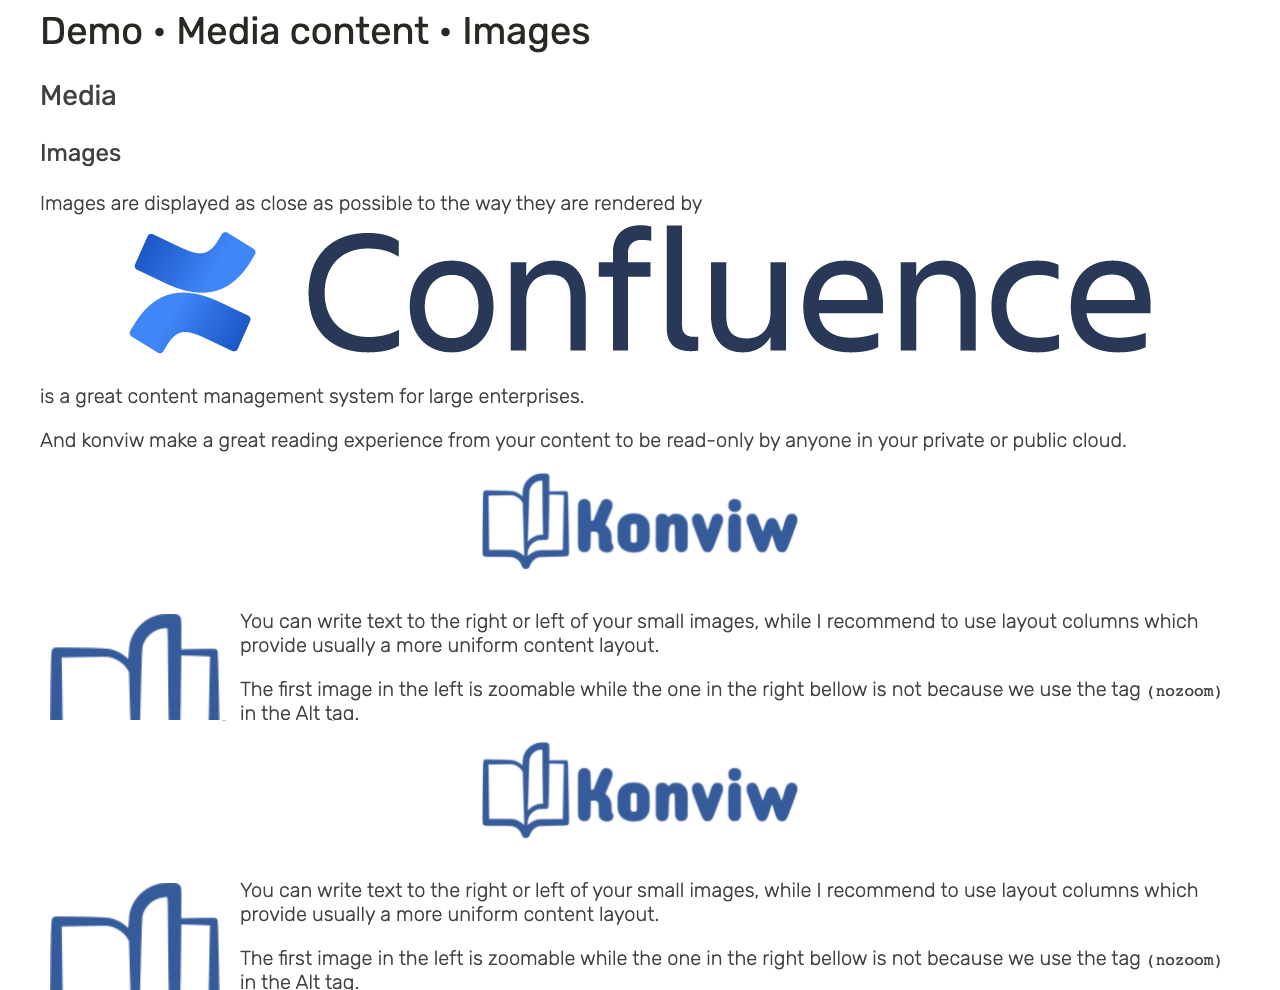 Demo • Media content • Images
Media
Images
Images are displayed as close as possible to the way they are rendered by
Confluence
is a great content management system for large enterprises.
And konviw make a great reading experience from your content to be read-only by anyone in your private or public cloud.
Konviw
You can write text to the right or left of your small images, while I recommend to use layout columns which
provide usually a more uniform content layout.
The first image in the left is zoomable while the one in the right bellow is not because we use the tag (nozoom)
in the Alt tag.
Konviw
You can write text to the right or left of your small images, while I recommend to use layout columns which
provide usually a more uniform content layout.
The first image in the left is zoomable while the one in the right bellow is not because we use the tag (nozoom)
in the Alt tag.